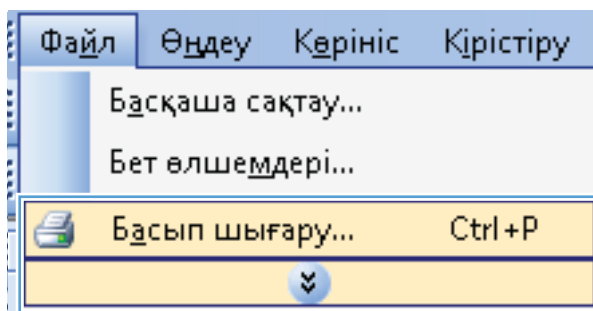 Файл Өңдеу Көрініс Кірістіру
Басқаша сақтау...
Бет өлшемдері...
Басып шығару... Ctrl+P